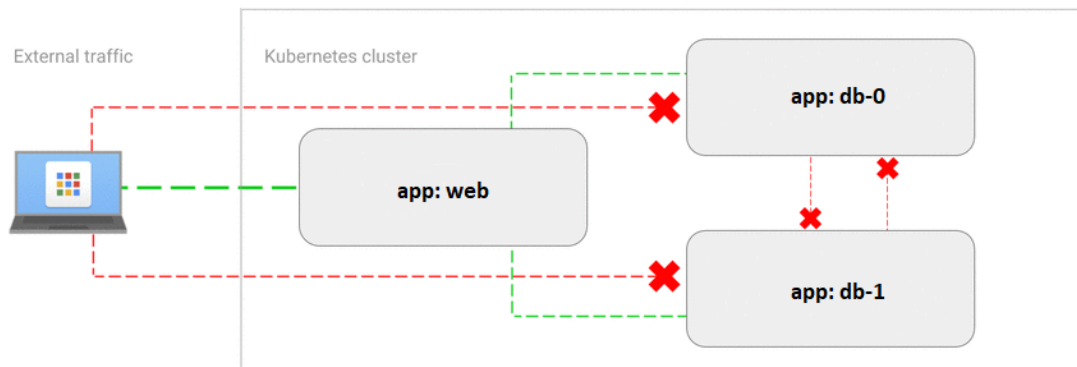 External traffic
Kubernetes cluster
app: db-0
app: web
app: db-1